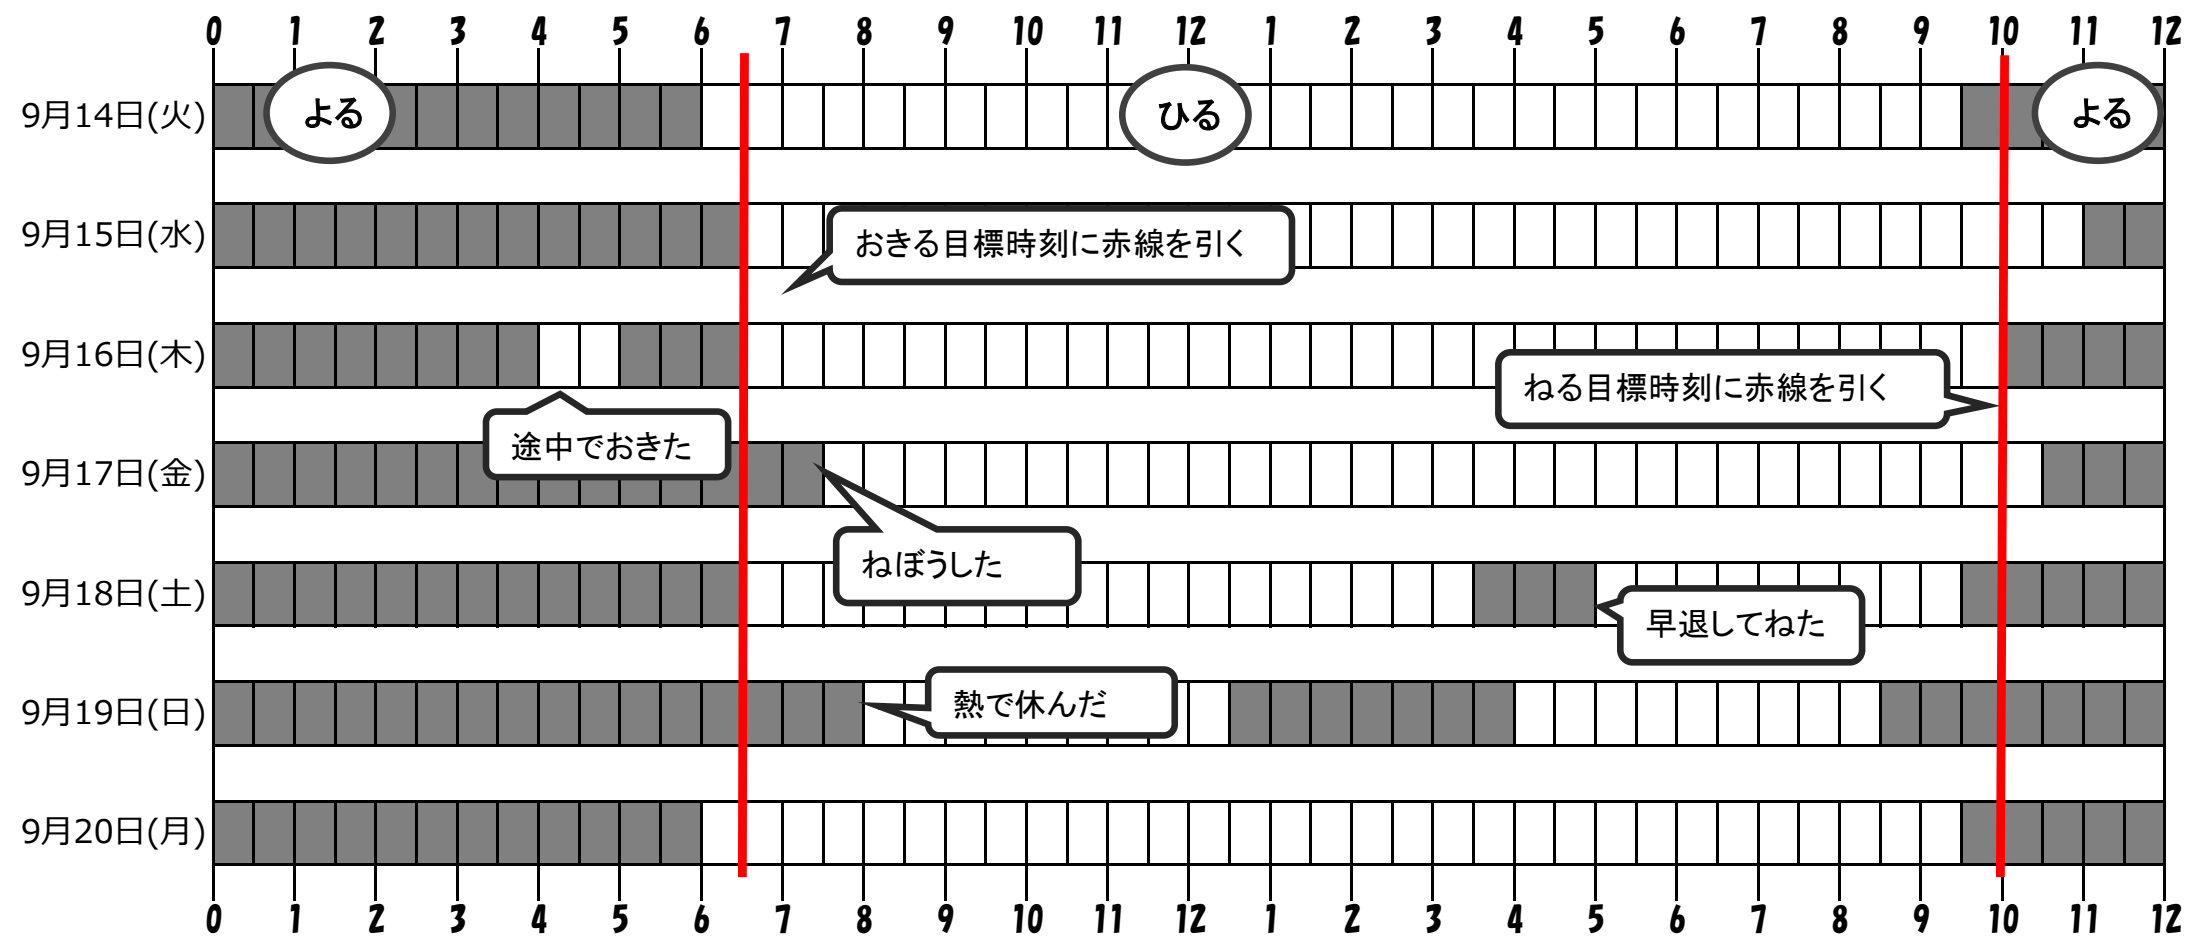 0 1 2 3 4 5 6 7 8 9 10 11 12 1 2 3 4 5 6 7 8 9 10 11 12
9月14日(火)
よる
ひる
よる
9月15日(水)
おきる目標時刻に赤線を引く
9月16日(木)
ねる目標時刻に赤線を引く
途中でおきた
9月17日(金)
ねぼうした
9月18日(土)
早退してねた
9月19日(日)
熱で休んだ
9月20日(月)
0 1 2 3 4 5 6 7 8 9 10 11 12 1 2 3 4 5 6 7 8 9 10 11 12